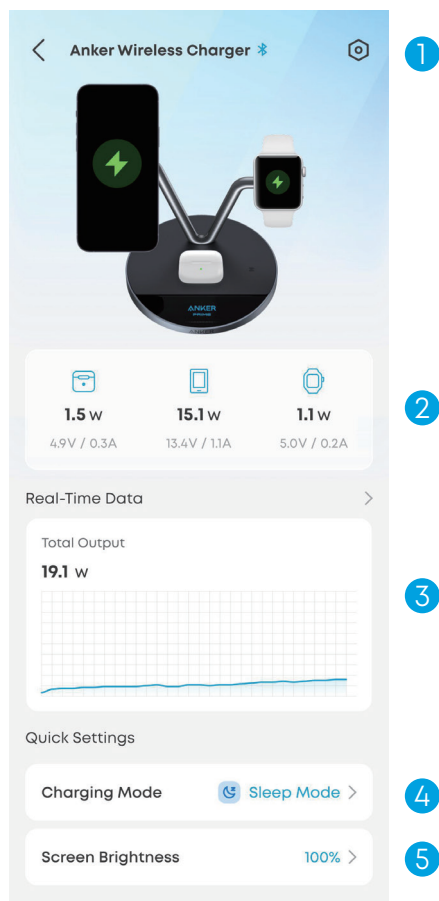 Anker Wireless Charger
1
ANKER
PRIME
1.5 W 15.1 W 1.1 W
4.9V / 0.3A 13.4V / 1.1A 5.0V / 0.2A
2
Real-Time Data
Total Output
19.1 W
3
Quick Settings
Charging Mode Sleep Mode
4
Screen Brightness 100%
5